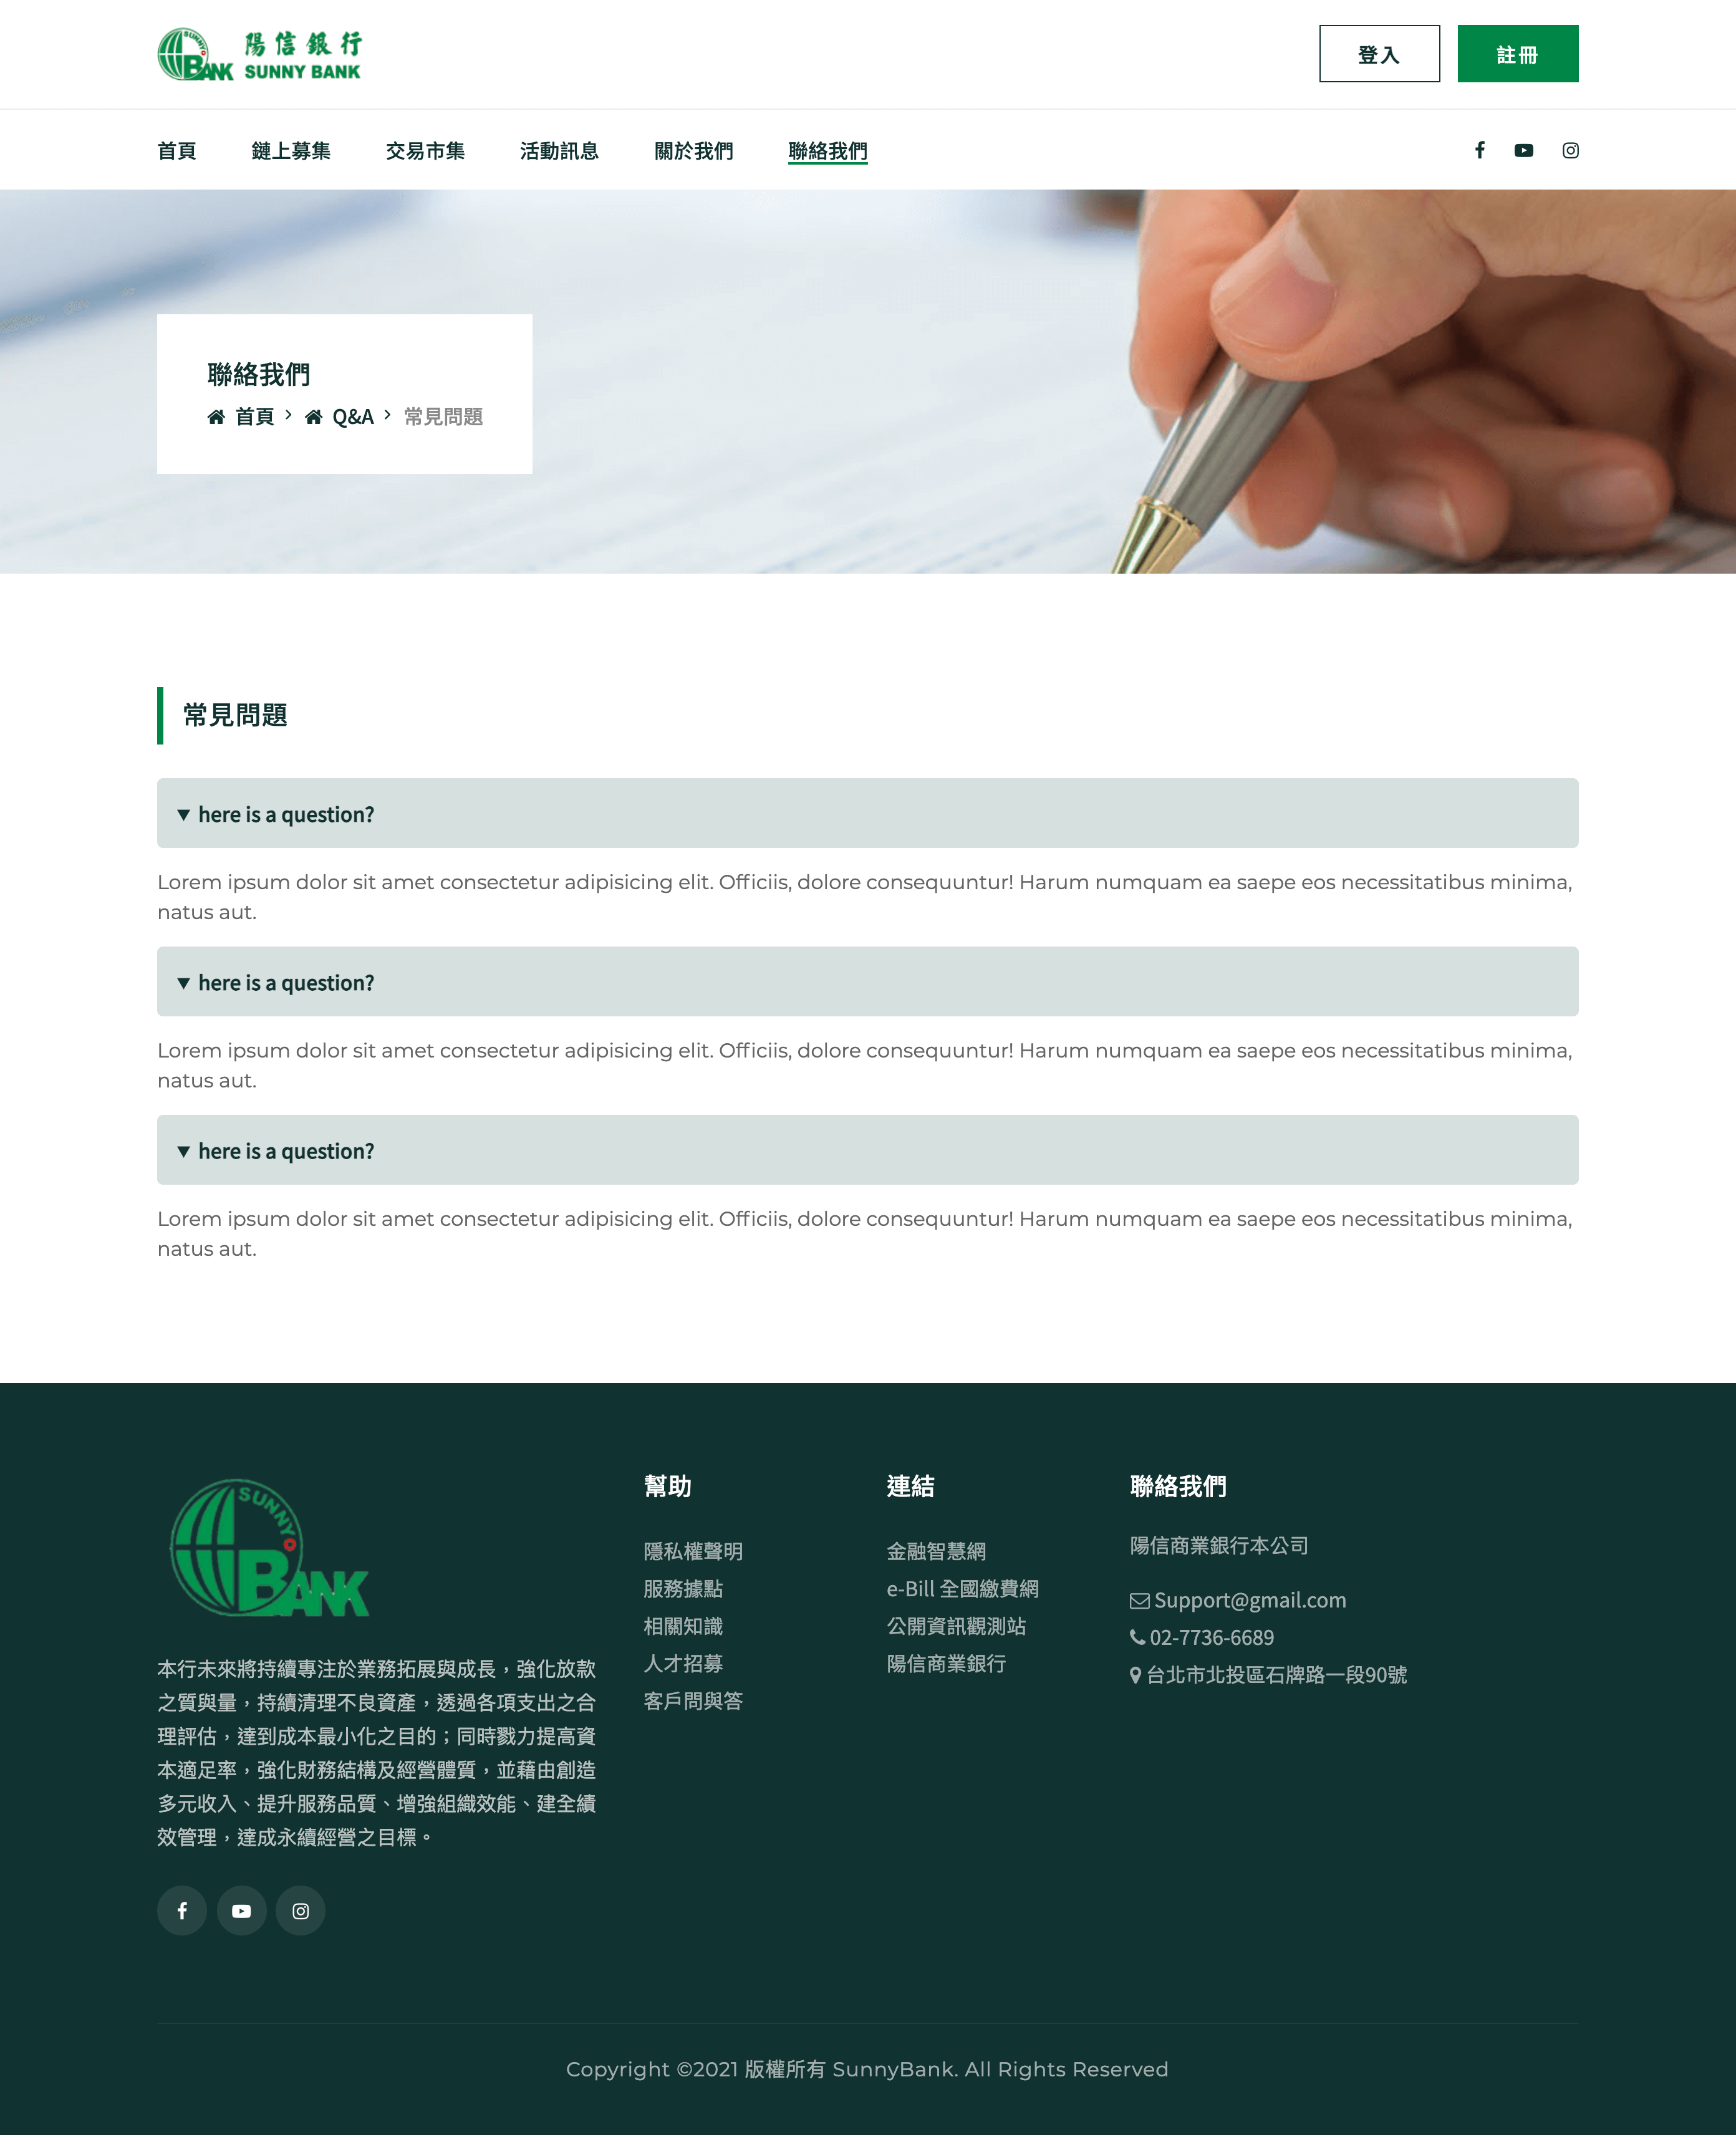 SUNNY BANK
陽信銀行
SUNNY BANK
登入
註冊
首頁 鏈上募集 交易市集 活動訊息 關於我們 聯絡我們
聯絡我們
首頁 > Q&A > 常見問題
常見問題
▼ here is a question?
Lorem ipsum dolor sit amet consectetur adipisicing elit. Officiis, dolore consequuntur! Harum numquam ea saepe eos necessitatibus minima,
natus aut.
▼ here is a question?
Lorem ipsum dolor sit amet consectetur adipisicing elit. Officiis, dolore consequuntur! Harum numquam ea saepe eos necessitatibus minima,
natus aut.
▼ here is a question?
Lorem ipsum dolor sit amet consectetur adipisicing elit. Officiis, dolore consequuntur! Harum numquam ea saepe eos necessitatibus minima,
natus aut.
SUNNY
BANK
本行未來將持續專注於業務拓展與成長，強化放款
之質與量，持續清理不良資產，透過各項支出之合
理評估，達到成本最小化之目的；同時戮力提高資
本適足率，強化財務結構及經營體質，並藉由創造
多元收入、提升服務品質、增強組織效能、建全績
效管理，達成永續經營之目標。
幫助
隱私權聲明
服務據點
相關知識
人才招募
客戶問與答
連結
金融智慧網
e-Bill 全國繳費網
公開資訊觀測站
陽信商業銀行
聯絡我們
陽信商業銀行本公司
Support@gmail.com
02-7736-6689
台北市北投區石牌路一段90號
Copyright ©2021 版權所有 SunnyBank. All Rights Reserved